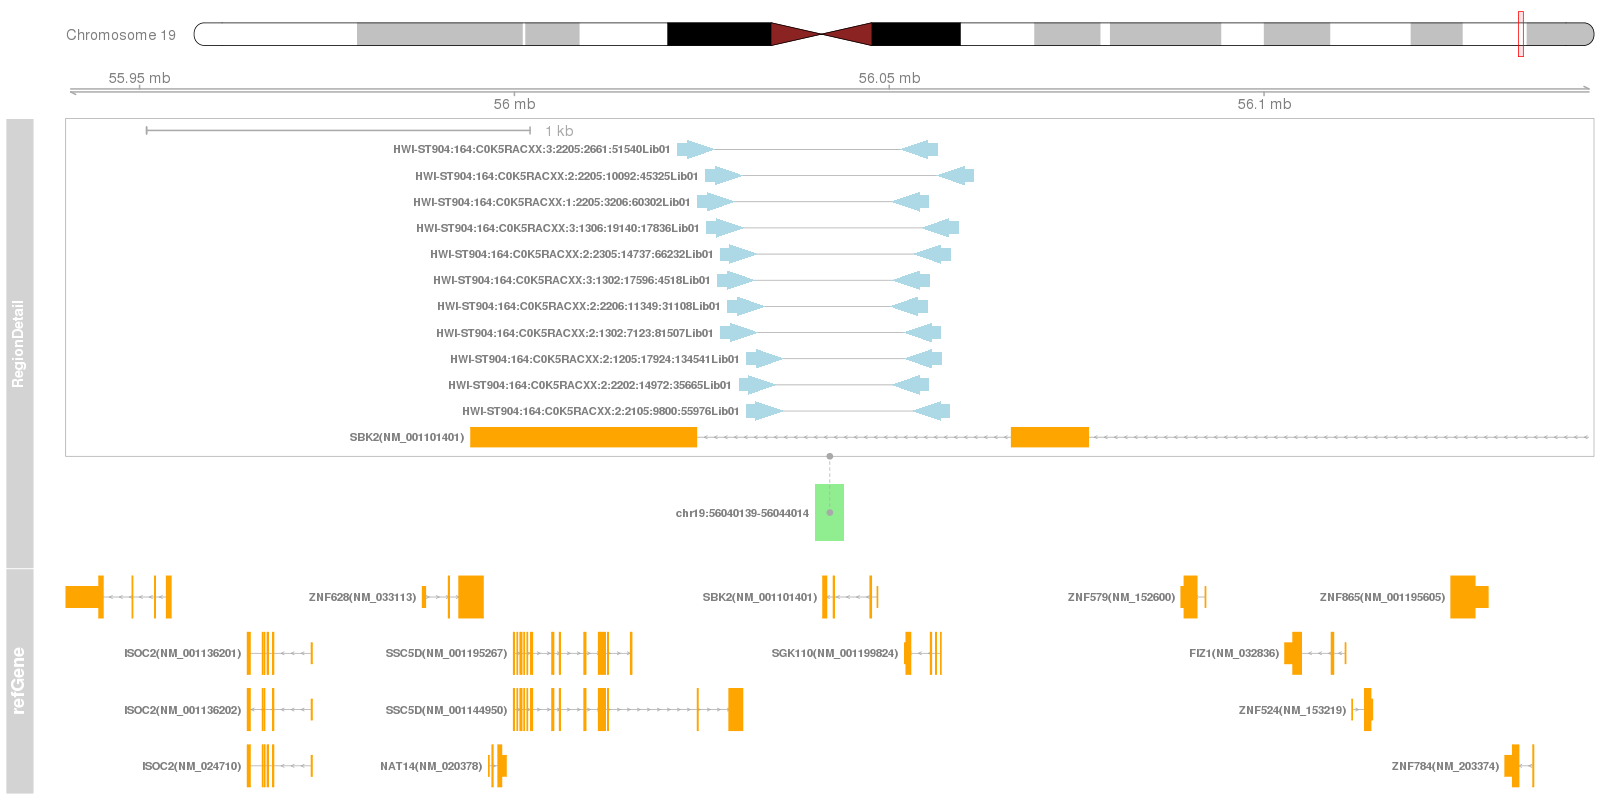 Chromosome 19
55.95 mb
56.05 mb
56 mb
56.1 mb
RegionDetail
1 kb
HWI-ST904:164:C0K5RACXX:3:2205:2661:51540Lib01
HWI-ST904:164:C0K5RACXX:2:2205:10092:45325Lib01
HWI-ST904:164:C0K5RACXX:1:2205:3206:60302Lib01
HWI-ST904:164:C0K5RACXX:3:1306:19140:17836Lib01
HWI-ST904:164:C0K5RACXX:2:2305:14737:66232Lib01
HWI-ST904:164:C0K5RACXX:3:1302:17596:4518Lib01
HWI-ST904:164:C0K5RACXX:2:2206:11349:31108Lib01
HWI-ST904:164:C0K5RACXX:2:1302:7123:81507Lib01
HWI-ST904:164:C0K5RACXX:2:1205:17924:134541Lib01
HWI-ST904:164:C0K5RACXX:2:2202:14972:35665Lib01
HWI-ST904:164:C0K5RACXX:2:2105:9800:55976Lib01
SBK2(NM_001101401)
chr19:56040139-56044014
refGene
ZNF628(NM_033113)
SBK2(NM_001101401)
ZNF579(NM_152600)
ZNF865(NM_001195605)
ISOC2(NM_001136201)
SSC5D(NM_001195267)
SGK110(NM_001199824)
FIZ1(NM_032836)
ISOC2(NM_001136202)
SSC5D(NM_001144950)
ZNF524(NM_153219)
ISOC2(NM_024710)
NAT14(NM_020378)
ZNF784(NM_203374)